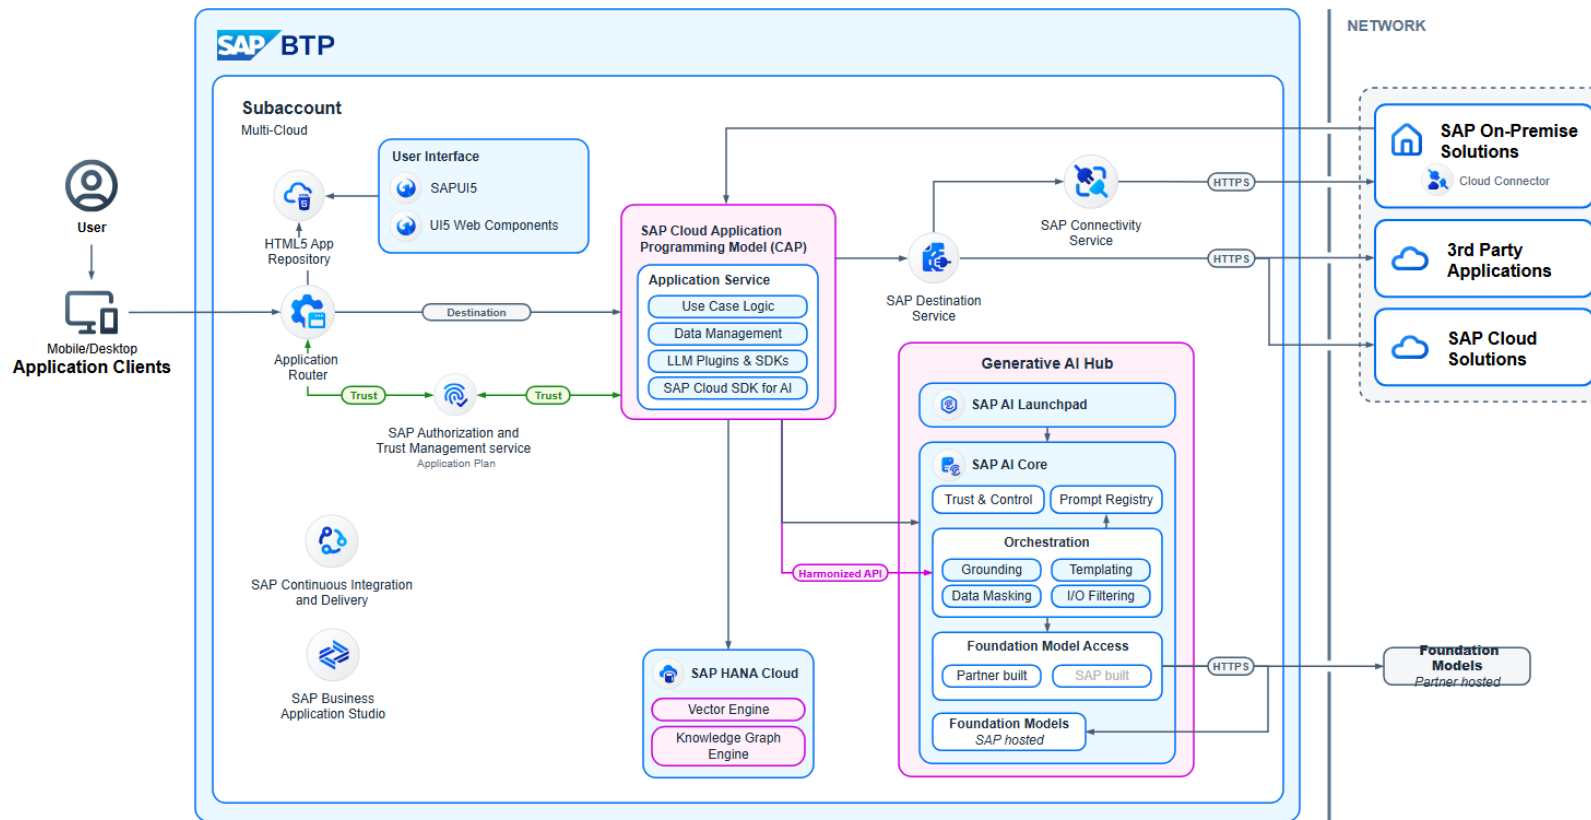 SAP BTP
NETWORK
Subaccount
Multi-Cloud
User
Mobile/Desktop
Application Clients
HTML5 App
Repository
User Interface
SAPUI5
UI5 Web Components
Application
Router
Destination
Trust
Trust
SAP Authorization and
Trust Management service
Application Plan
SAP Continuous Integration
and Delivery
SAP Business
Application Studio
SAP Cloud Application
Programming Model (CAP)
Application Service
Use Case Logic
Data Management
LLM Plugins & SDKs
SAP Cloud SDK for AI
SAP HANA Cloud
Vector Engine
Knowledge Graph
Engine
SAP Destination
Service
SAP Connectivity
Service
HTTPS
HTTPS
SAP On-Premise
Solutions
Cloud Connector
3rd Party
Applications
SAP Cloud
Solutions
Generative AI Hub
SAP AI Launchpad
SAP AI Core
Trust & Control
Prompt Registry
Orchestration
Grounding
Templating
Data Masking
I/O Filtering
Harmonized API
Foundation Model Access
Partner built
SAP built
Foundation Models
SAP hosted
HTTPS
Foundation
Models
Partner hosted